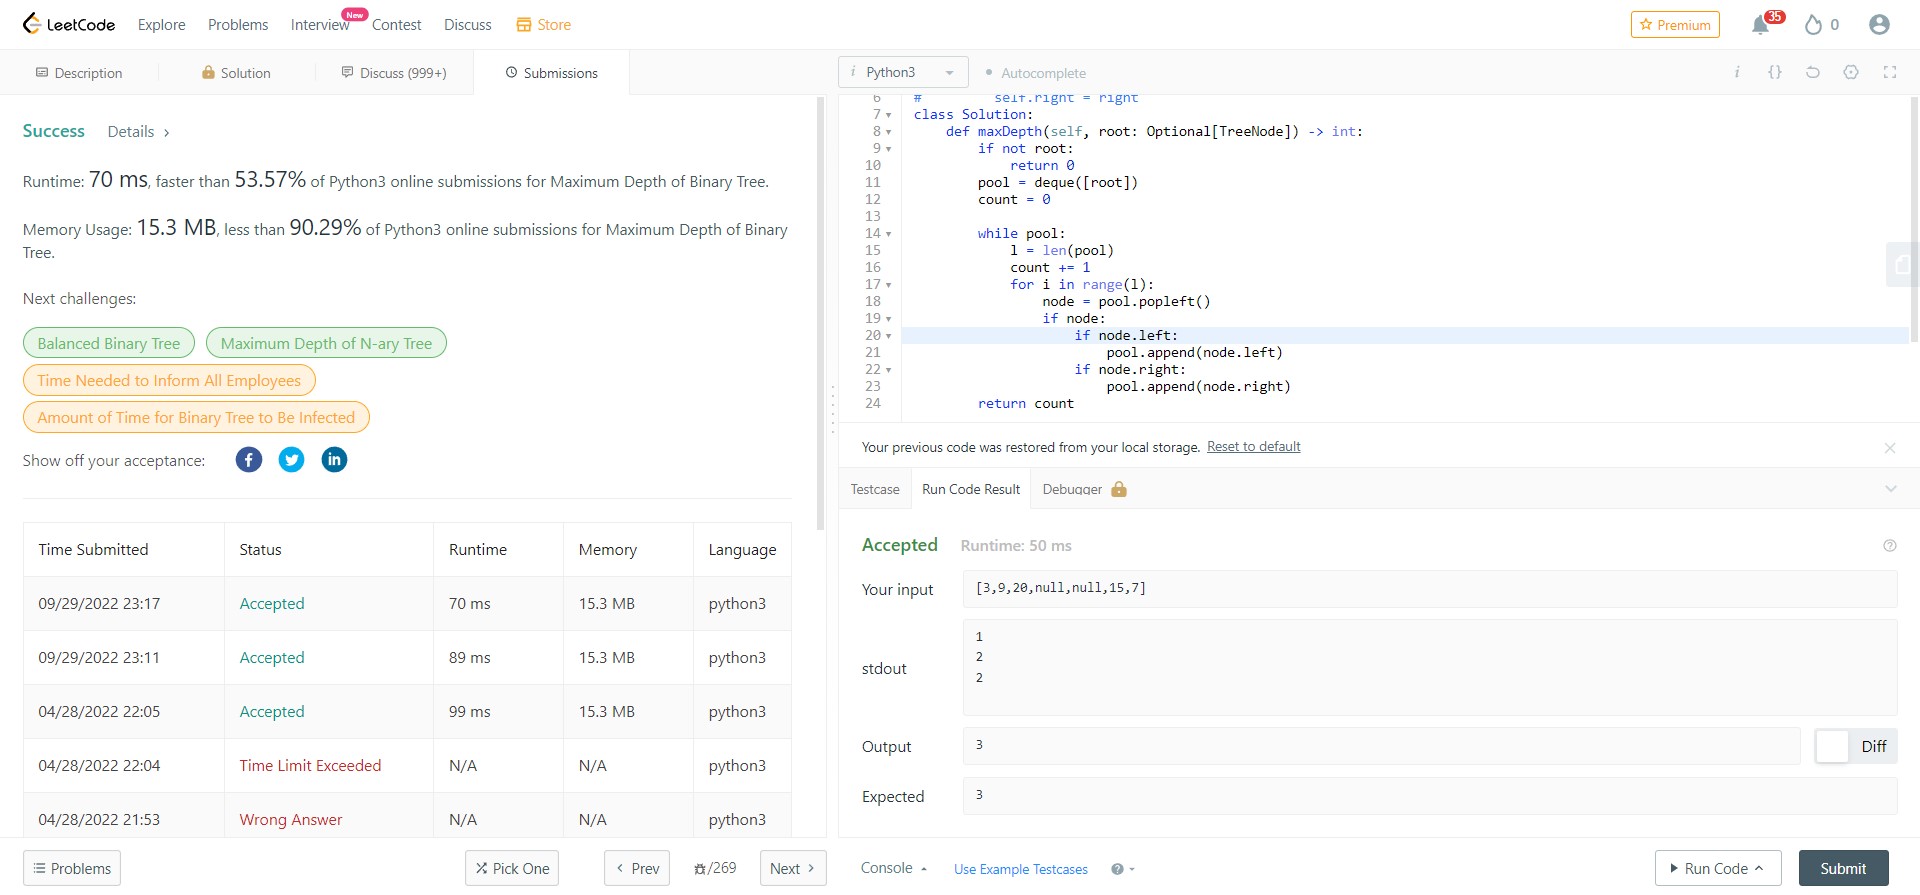 LeetCode
Explore
Problems
Interview
New
Contest
Discuss
Store
Premium
35
0
Description
Solution
Discuss (999+)
Submissions
i Python3
Autocomplete
i {}
Success
Details >
Runtime: 70 ms, faster than 53.57% of Python3 online submissions for Maximum Depth of Binary Tree.
Memory Usage: 15.3 MB, less than 90.29% of Python3 online submissions for Maximum Depth of Binary
Tree.
Next challenges:
Balanced Binary Tree
Maximum Depth of N-ary Tree
Time Needed to Inform All Employees
Amount of Time for Binary Tree to Be Infected
Show off your acceptance:
Time Submitted Status Runtime Memory Language
09/29/2022 23:17 Accepted 70 ms 15.3 MB python3
09/29/2022 23:11 Accepted 89 ms 15.3 MB python3
04/28/2022 22:05 Accepted 99 ms 15.3 MB python3
04/28/2022 22:04 Time Limit Exceeded N/A N/A python3
04/28/2022 21:53 Wrong Answer N/A N/A python3
6 #         self.right = right
7 class Solution:
8     def maxDepth(self, root: Optional[TreeNode]) -> int:
9         if not root:
10             return 0
11         pool = deque([root])
12         count = 0
13
14         while pool:
15             l = len(pool)
16             count += 1
17             for i in range(l):
18                 node = pool.popleft()
19                 if node:
20                     if node.left:
21                         pool.append(node.left)
22                     if node.right:
23                         pool.append(node.right)
24         return count
Your previous code was restored from your local storage. Reset to default
Testcase
Run Code Result
Debugger
Accepted
Runtime: 50 ms
Your input
[3,9,20,null,null,15,7]
stdout
1
2
2
Output
3
Diff
Expected
3
Problems
Pick One
< Prev
/269
Next >
Console
Use Example Testcases
Run Code
Submit